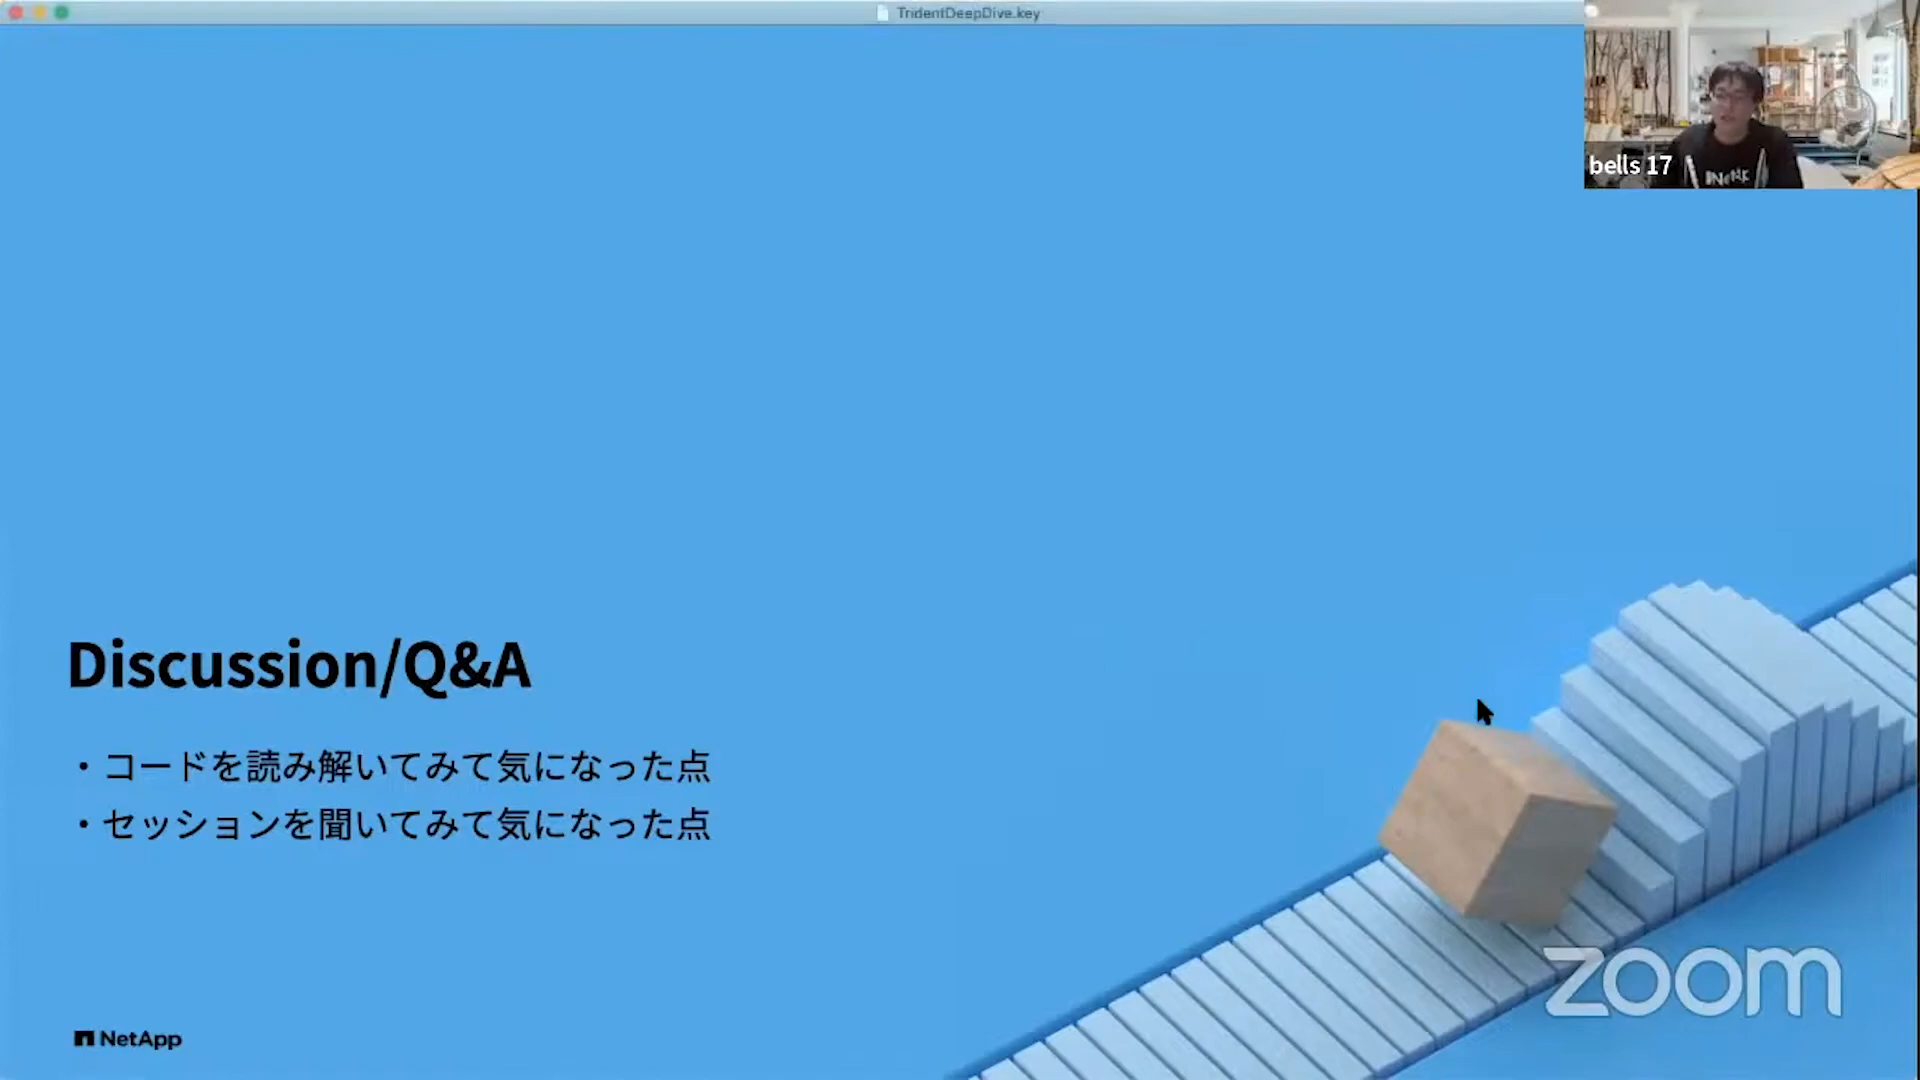 TridentDeepDive.key
bells 17
Discussion/Q&A
・コードを読み解いてみて気になった点
・セッションを聞いてみて気になった点
NetApp
zoom